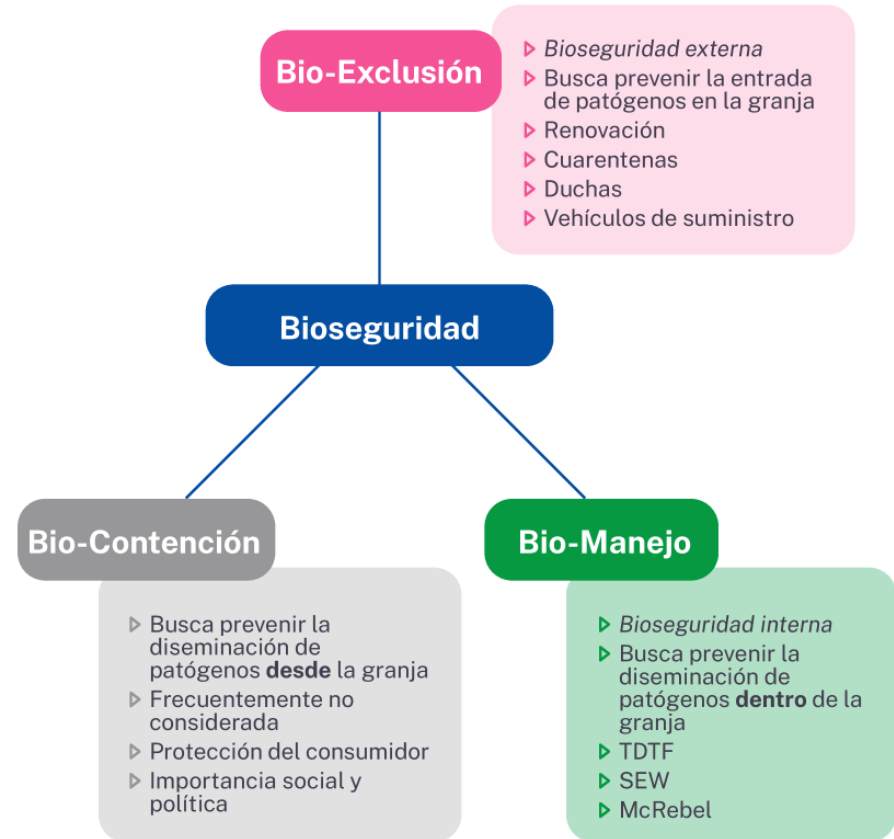 Bio-Exclusión
Bioseguridad externa
Busca prevenir la entrada
de patógenos en la granja
Renovación
Cuarentenas
Duchas
Vehículos de suministro
Bioseguridad
Bio-Contención
Busca prevenir la
diseminación de
patógenos desde la granja
Frecuentemente no
considerada
Protección del consumidor
Importancia social y
política
Bio-Manejo
Bioseguridad interna
Busca prevenir la
diseminación de
patógenos dentro de la
granja
TDTF
SEW
McRebel